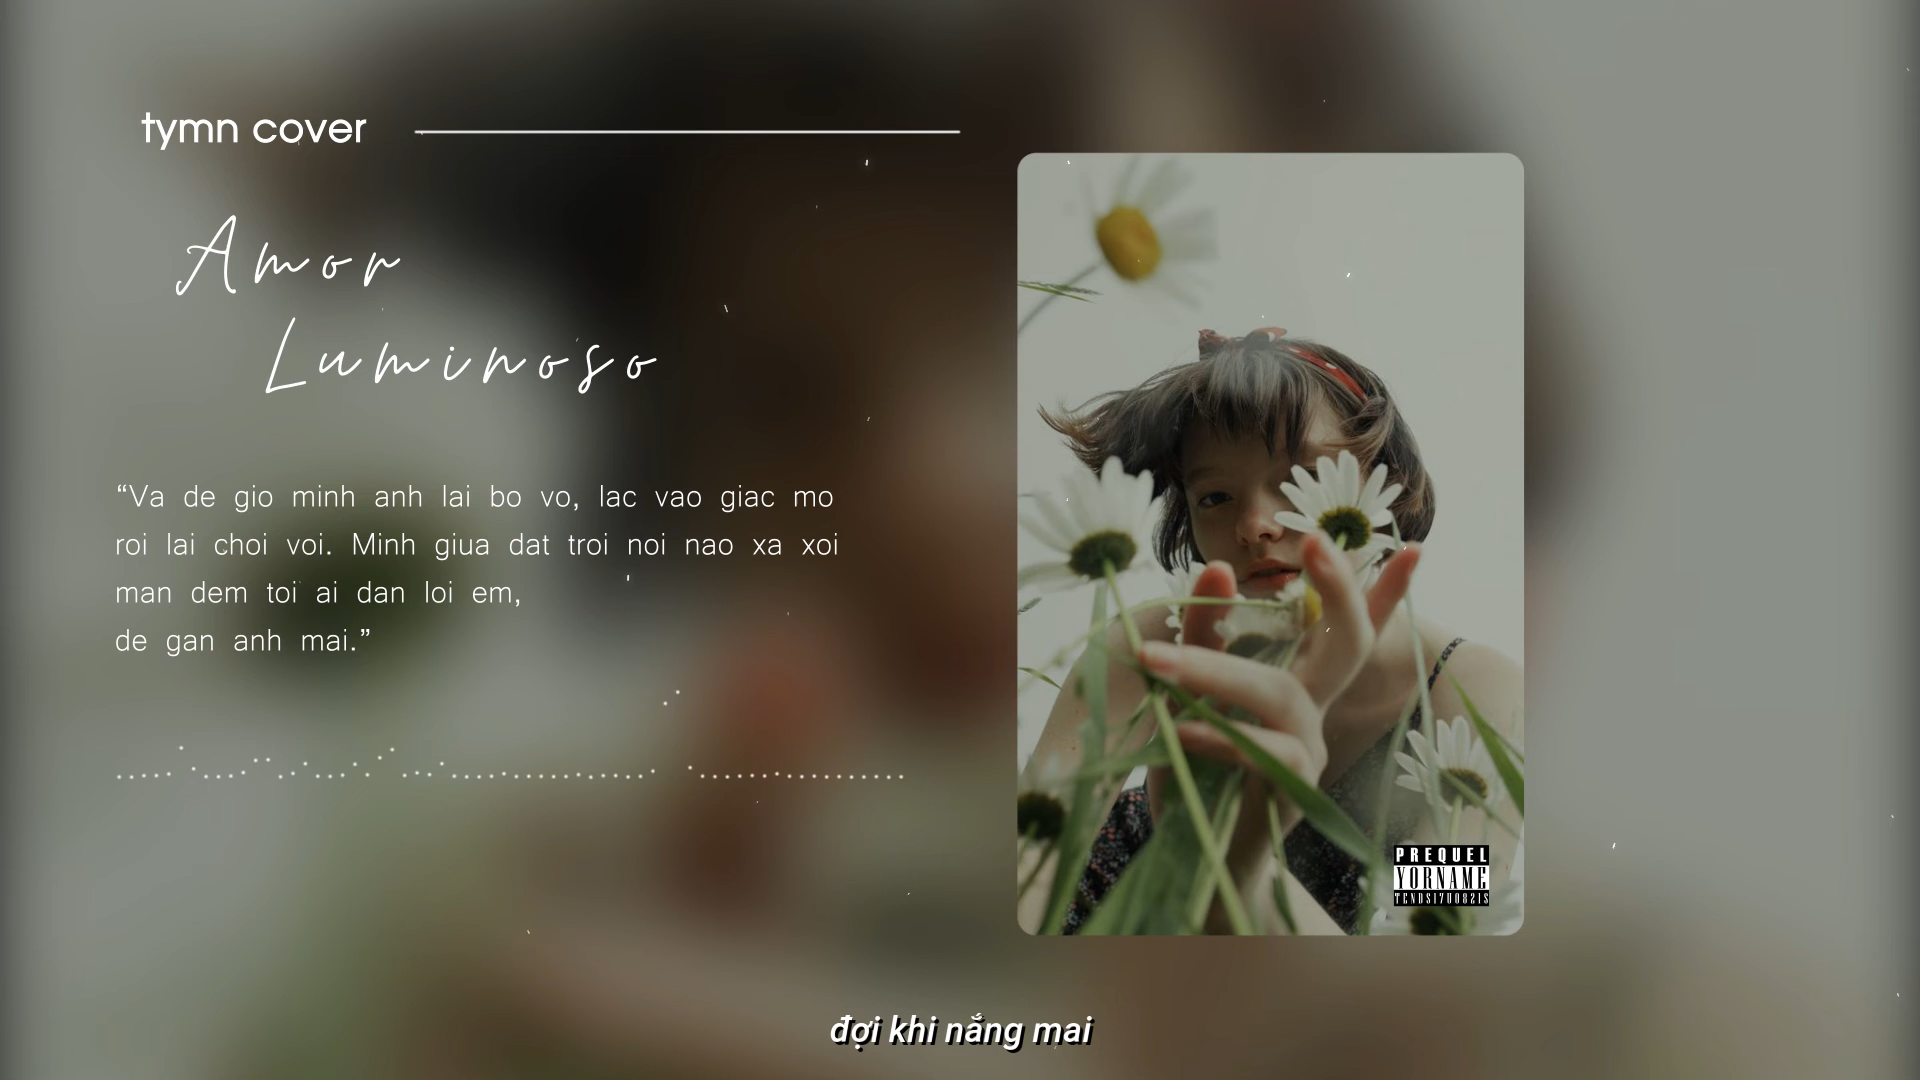 tymn cover
Amor
Luminoso
“Va de gio minh anh lai bo vo, lac vao giac mo
roi lai choi voi. Minh giua dat troi noi nao xa xoi
man dem toi ai dan loi em,
de gan anh mai.”
PREQUEL
YORNAME
TENDS17U0821S
đợi khi nắng mai